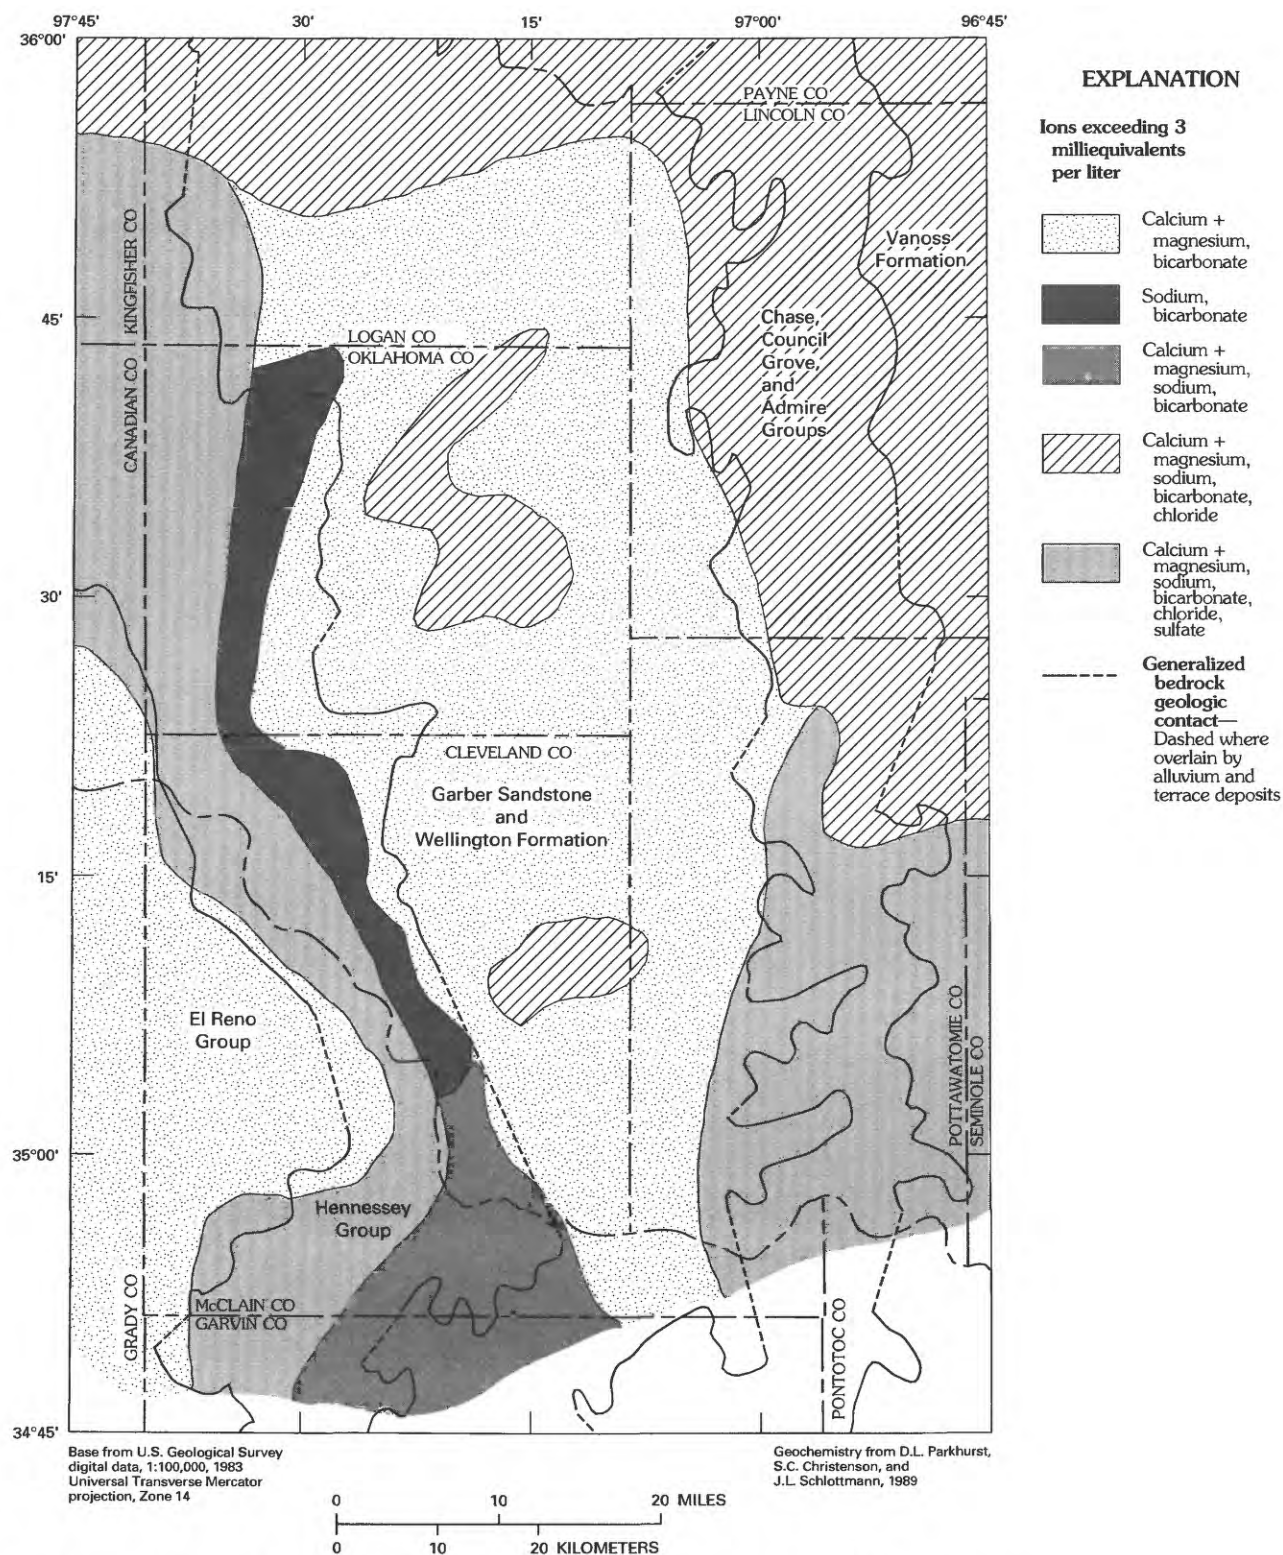 97°45'
30'
15'
97°00'
96°45'
36°00'
PAYNE CO
LINCOLN CO
KINGFISHER CO
CANADIAN CO
Vanoss
Formation
45'
LOGAN CO
OKLAHOMA CO
Chase,
Council
Grove,
and
Admire
Groups
30'
CLEVELAND CO
Garber Sandstone
and
Wellington Formation
15'
El Reno
Group
POTTAWATOMIE CO
SEMINOLE CO
35°00'
Hennessey
Group
GRADY CO
McCLAIN CO
GARVIN CO
PONTOTOC CO
34°45'
EXPLANATION
Ions exceeding 3
milliequivalents
per liter
Calcium +
magnesium,
bicarbonate
Sodium,
bicarbonate
Calcium +
magnesium,
sodium,
bicarbonate
Calcium +
magnesium,
sodium,
bicarbonate,
chloride
Calcium +
magnesium,
sodium,
bicarbonate,
chloride,
sulfate
Generalized
bedrock
geologic
contact—
Dashed where
overlain by
alluvium and
terrace deposits
Base from U.S. Geological Survey
digital data, 1:100,000, 1983
Universal Transverse Mercator
projection, Zone 14
Geochemistry from D.L. Parkhurst,
S.C. Christenson, and
J.L. Schlottmann, 1989
0 10 20 MILES
0 10 20 KILOMETERS